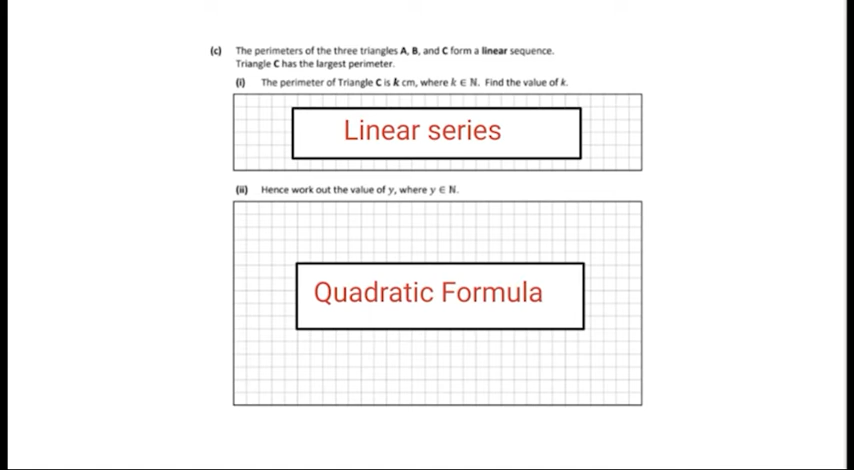 (c) The perimeters of the three triangles A, B, and C form a linear sequence.
Triangle C has the largest perimeter.
(i) The perimeter of Triangle C is k cm, where k ∈ ℕ. Find the value of k.
Linear series
(ii) Hence work out the value of y, where y ∈ ℕ.
Quadratic Formula